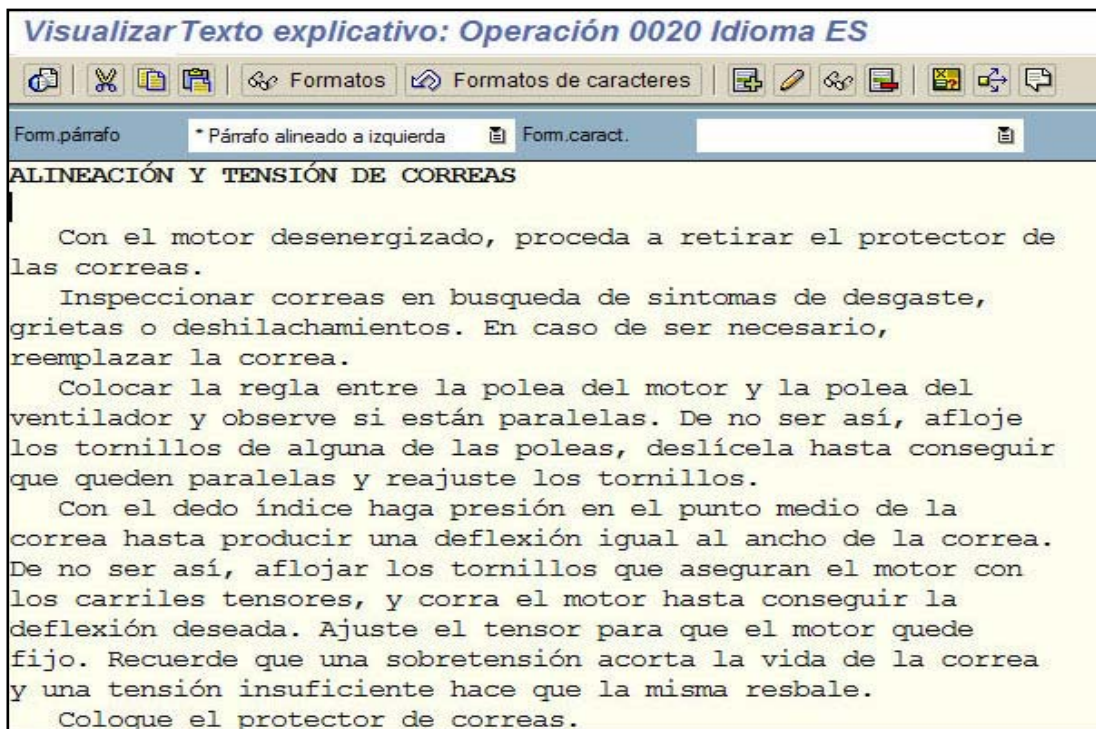 Visualizar Texto explicativo: Operación 0020 Idioma ES
Formatos Formatos de caracteres
Form.párrafo * Párrafo alineado a izquierda Form.caract.
ALINEACIÓN Y TENSIÓN DE CORREAS
Con el motor desenergizado, proceda a retirar el protector de
las correas.
Inspeccionar correas en busqueda de sintomas de desgaste,
grietas o deshilachamientos. En caso de ser necesario,
reemplazar la correa.
Colocar la regla entre la polea del motor y la polea del
ventilador y observe si están paralelas. De no ser así, afloje
los tornillos de alguna de las poleas, deslícela hasta conseguir
que queden paralelas y reajuste los tornillos.
Con el dedo índice haga presión en el punto medio de la
correa hasta producir una deflexión igual al ancho de la correa.
De no ser así, aflojar los tornillos que aseguran el motor con
los carriles tensores, y corra el motor hasta conseguir la
deflexión deseada. Ajuste el tensor para que el motor quede
fijo. Recuerde que una sobretensión acorta la vida de la correa
y una tensión insuficiente hace que la misma resbale.
Coloque el protector de correas.